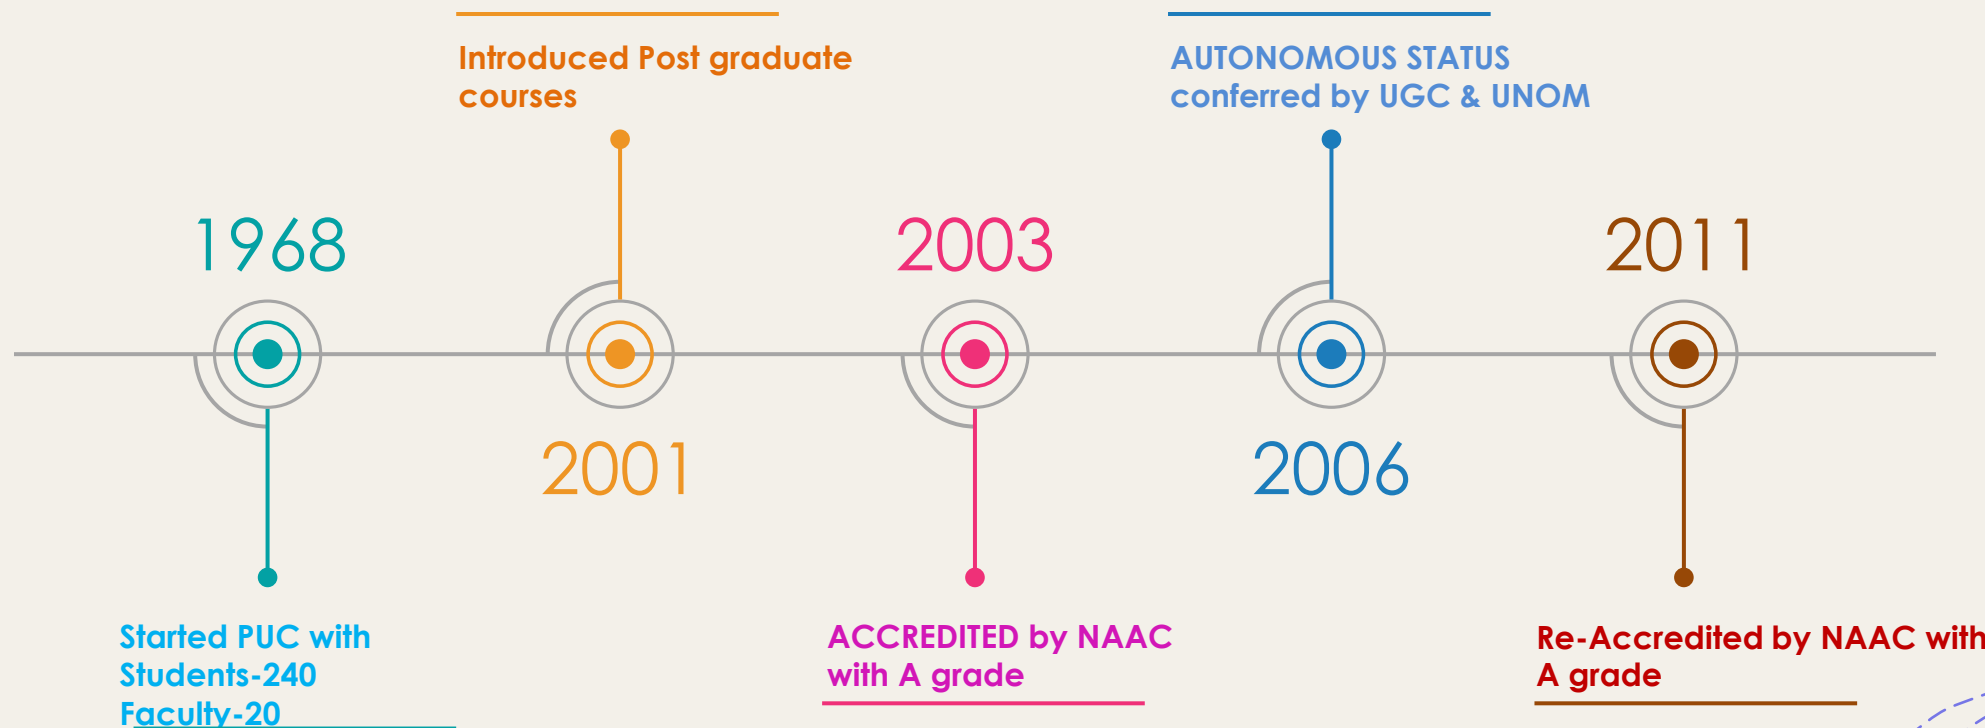 Introduced Post graduate
courses
AUTONOMOUS STATUS
conferred by UGC & UNOM
1968
2003
2011
2001
2006
Started PUC with
Students-240
Faculty-20
ACCREDITED by NAAC
with A grade
Re-Accredited by NAAC with
A grade